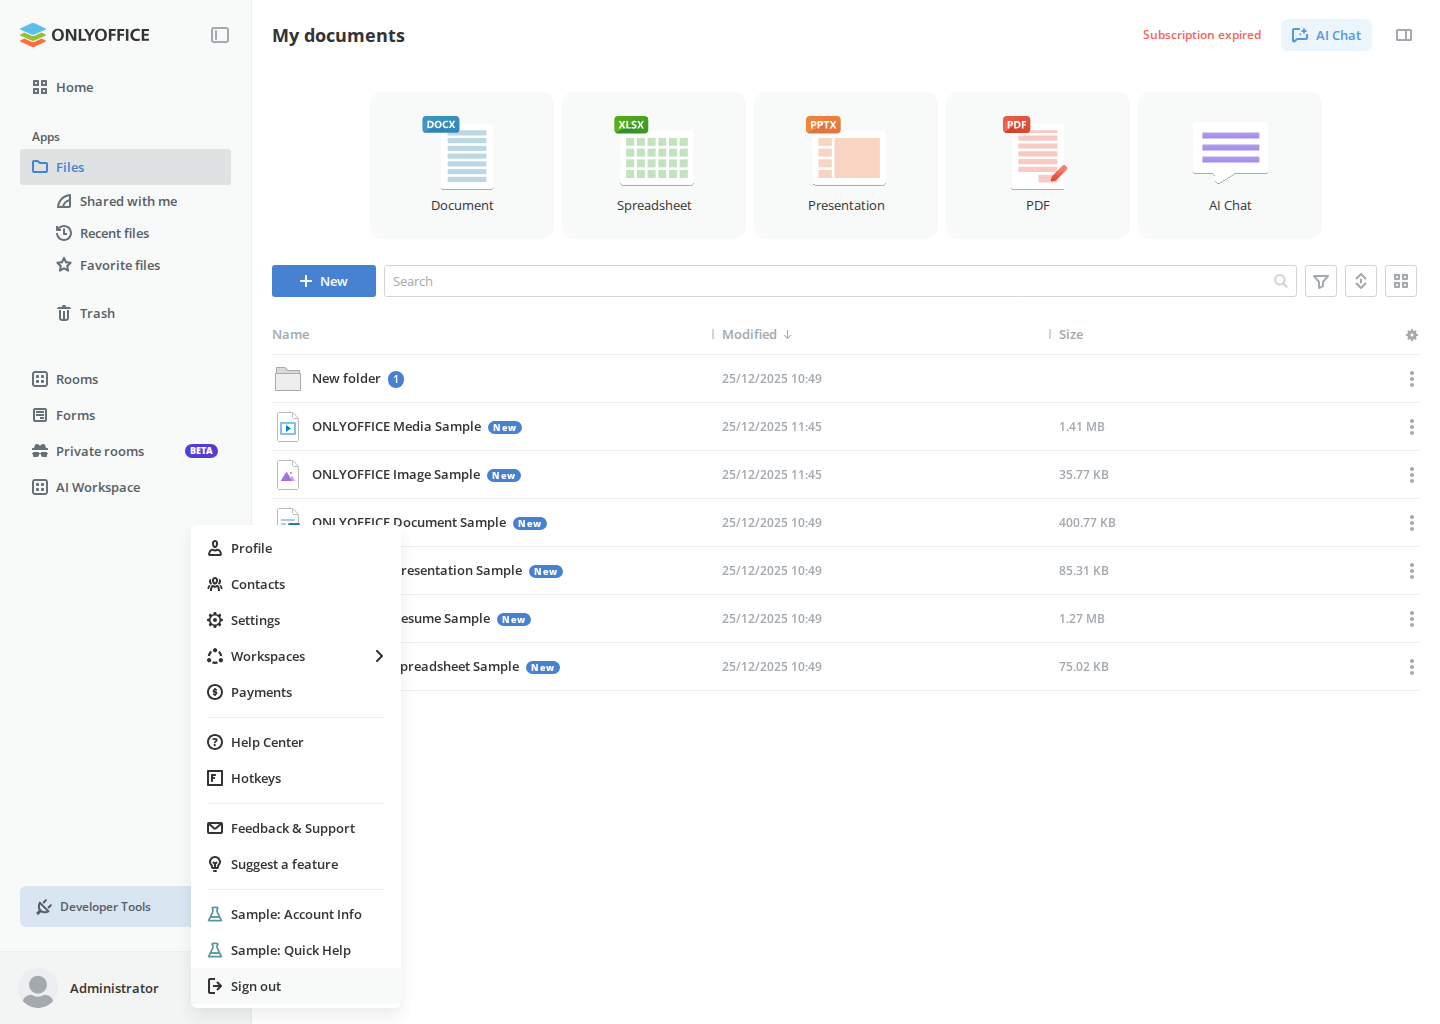 ONLYOFFICE
My documents
Subscription expired
AI Chat
Home
Apps
Files
Shared with me
Recent files
Favorite files
Trash
Rooms
Forms
Private rooms BETA
AI Workspace
DOCX
Document
XLSX
Spreadsheet
PPTX
Presentation
PDF
PDF
AI Chat
New
Search
Name Modified Size
New folder 1 25/12/2025 10:49
ONLYOFFICE Media Sample New 25/12/2025 11:45 1.41 MB
ONLYOFFICE Image Sample New 25/12/2025 11:45 35.77 KB
ONLYOFFICE Document Sample New 25/12/2025 10:49 400.77 KB
resentation Sample New 25/12/2025 10:49 85.31 KB
esume Sample New 25/12/2025 10:49 1.27 MB
preadsheet Sample New 25/12/2025 10:49 75.02 KB
Profile
Contacts
Settings
Workspaces
Payments
Help Center
Hotkeys
Feedback & Support
Suggest a feature
Sample: Account Info
Sample: Quick Help
Sign out
Developer Tools
Administrator